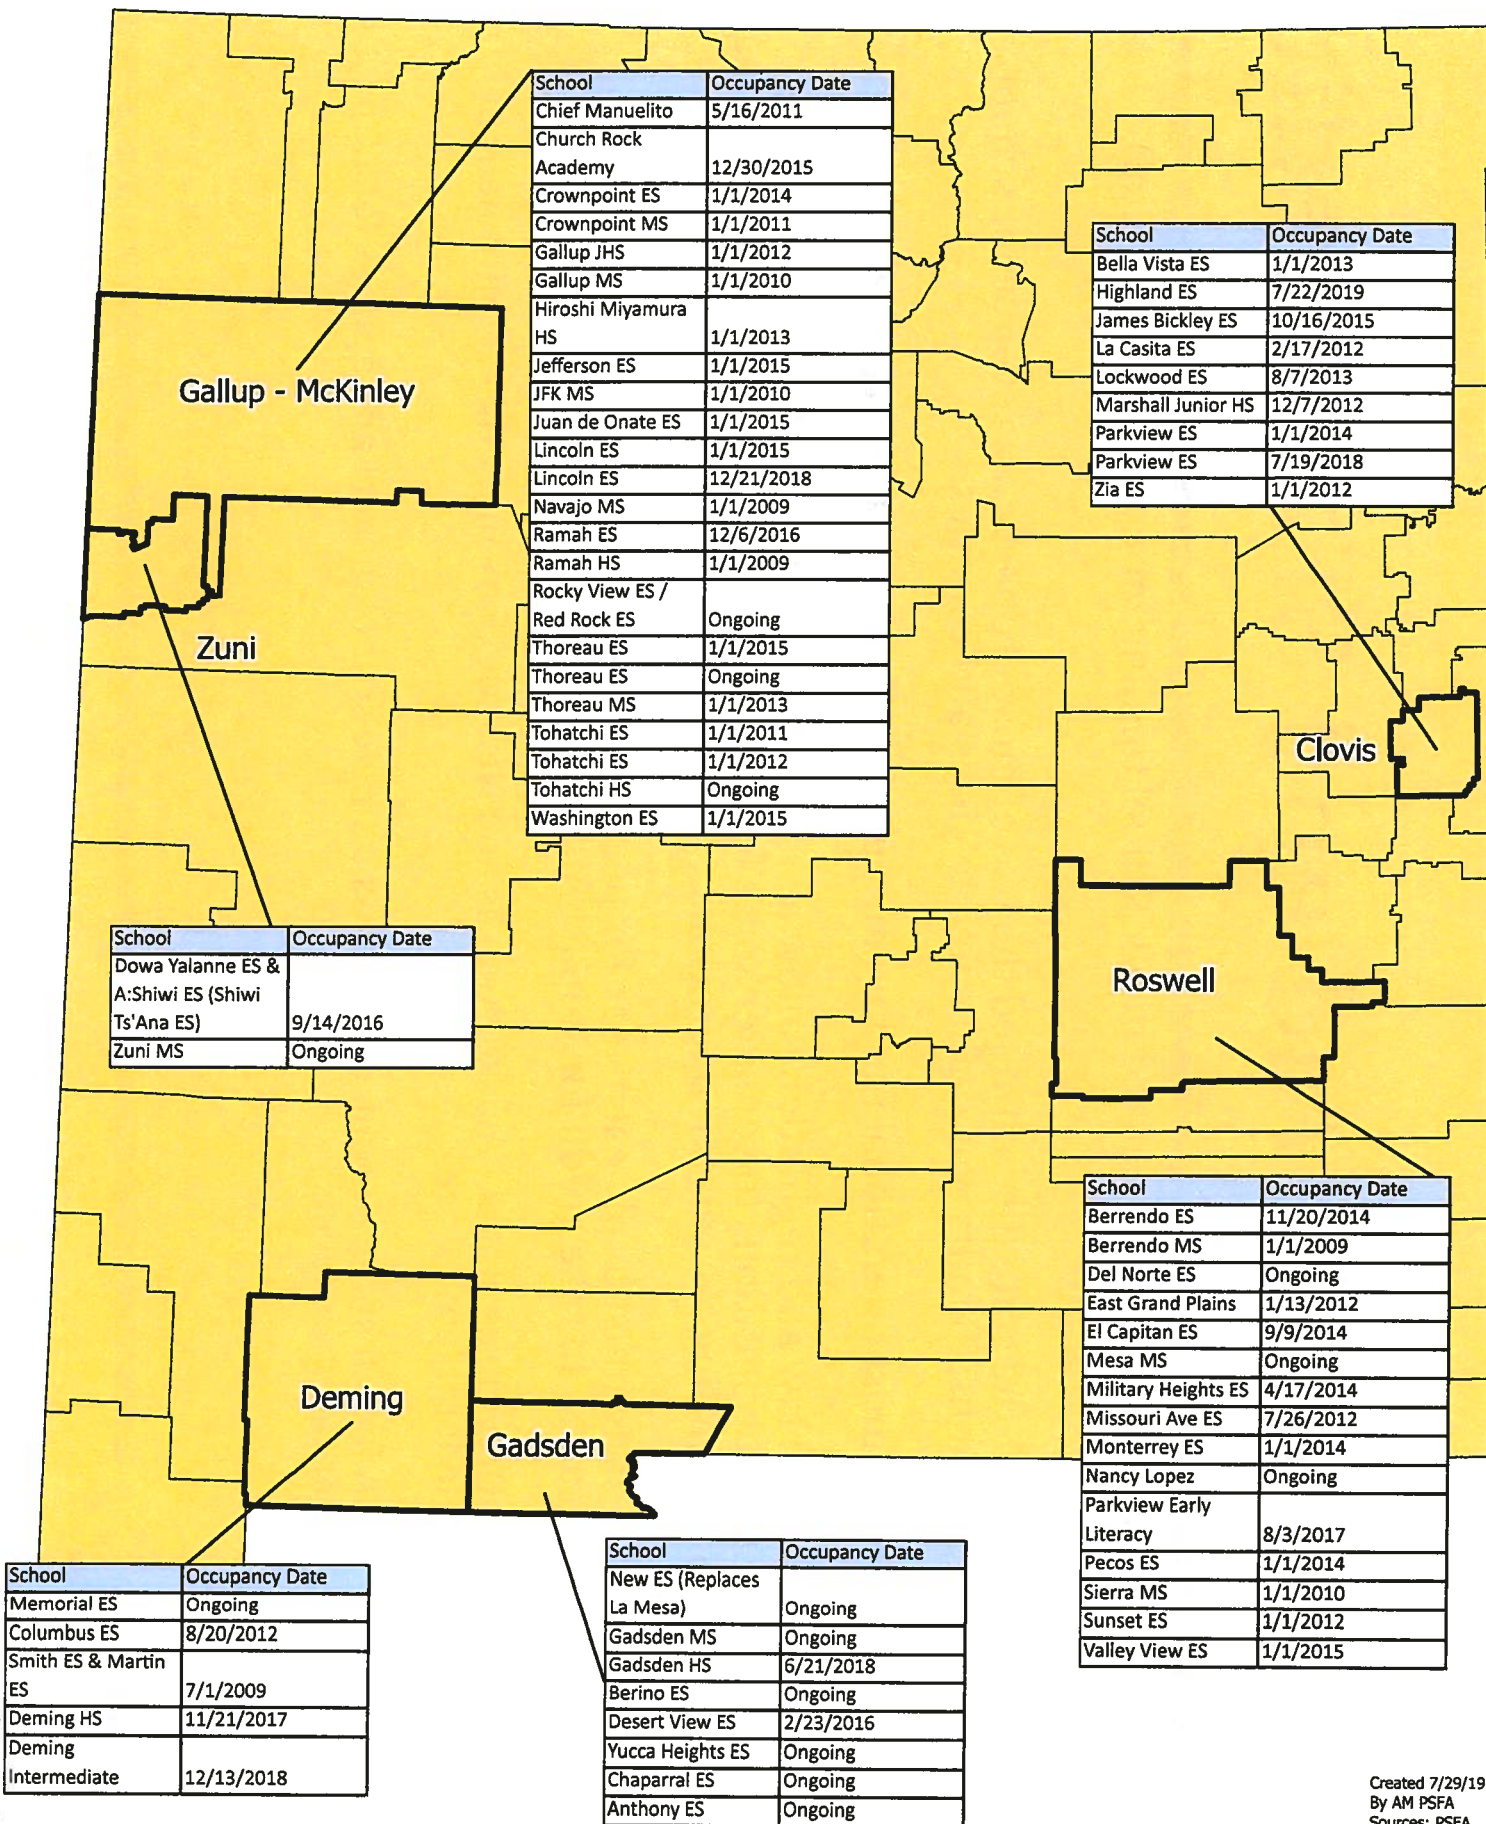 School Occupancy Date
Chief Manuelito 5/16/2011
Church Rock
Academy 12/30/2015
Crownpoint ES 1/1/2014
Crownpoint MS 1/1/2011
Gallup JHS 1/1/2012
Gallup MS 1/1/2010
Hiroshi Miyamura
HS 1/1/2013
Jefferson ES 1/1/2015
JFK MS 1/1/2010
Juan de Onate ES 1/1/2015
Lincoln ES 1/1/2015
Lincoln ES 12/21/2018
Navajo MS 1/1/2009
Ramah ES 12/6/2016
Ramah HS 1/1/2009
Rocky View ES /
Red Rock ES Ongoing
Thoreau ES 1/1/2015
Thoreau ES Ongoing
Thoreau MS 1/1/2013
Tohatchi ES 1/1/2011
Tohatchi ES 1/1/2012
Tohatchi HS Ongoing
Washington ES 1/1/2015
School Occupancy Date
Bella Vista ES 1/1/2013
Highland ES 7/22/2019
James Bickley ES 10/16/2015
La Casita ES 2/17/2012
Lockwood ES 8/7/2013
Marshall Junior HS 12/7/2012
Parkview ES 1/1/2014
Parkview ES 7/19/2018
Zia ES 1/1/2012
Gallup - McKinley
Zuni
Clovis
School Occupancy Date
Dowa Yalanne ES &
A:Shiwi ES (Shiwi
Ts'Ana ES) 9/14/2016
Zuni MS Ongoing
Roswell
School Occupancy Date
Berrendo ES 11/20/2014
Berrendo MS 1/1/2009
Del Norte ES Ongoing
East Grand Plains 1/13/2012
El Capitan ES 9/9/2014
Mesa MS Ongoing
Military Heights ES 4/17/2014
Missouri Ave ES 7/26/2012
Monterrey ES 1/1/2014
Nancy Lopez Ongoing
Parkview Early
Literacy 8/3/2017
Pecos ES 1/1/2014
Sierra MS 1/1/2010
Sunset ES 1/1/2012
Valley View ES 1/1/2015
Deming
Gadsden
School Occupancy Date
Memorial ES Ongoing
Columbus ES 8/20/2012
Smith ES & Martin
ES 7/1/2009
Deming HS 11/21/2017
Deming
Intermediate 12/13/2018
School Occupancy Date
New ES (Replaces
La Mesa) Ongoing
Gadsden MS Ongoing
Gadsden HS 6/21/2018
Berino ES Ongoing
Desert View ES 2/23/2016
Yucca Heights ES Ongoing
Chaparral ES Ongoing
Anthony ES Ongoing
Created 7/29/19
By AM PSFA
Sources: PSFA